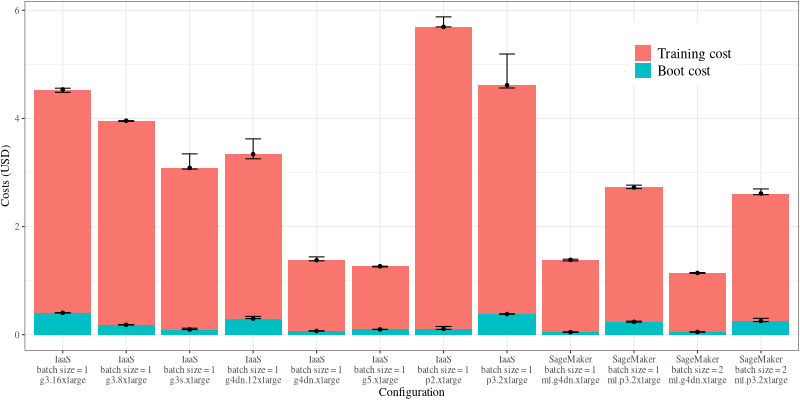 6
4
2
0
Costs (USD)
Training cost
Boot cost
IaaS
batch size = 1
g3.16xlarge
IaaS
batch size = 1
g3.8xlarge
IaaS
batch size = 1
g3s.xlarge
IaaS
batch size = 1
g4dn.12xlarge
IaaS
batch size = 1
g4dn.xlarge
IaaS
batch size = 1
g5.xlarge
IaaS
batch size = 1
p2.xlarge
IaaS
batch size = 1
p3.2xlarge
SageMaker
batch size = 1
ml.g4dn.xlarge
SageMaker
batch size = 1
ml.p3.2xlarge
SageMaker
batch size = 2
ml.g4dn.xlarge
SageMaker
batch size = 2
ml.p3.2xlarge
Configuration